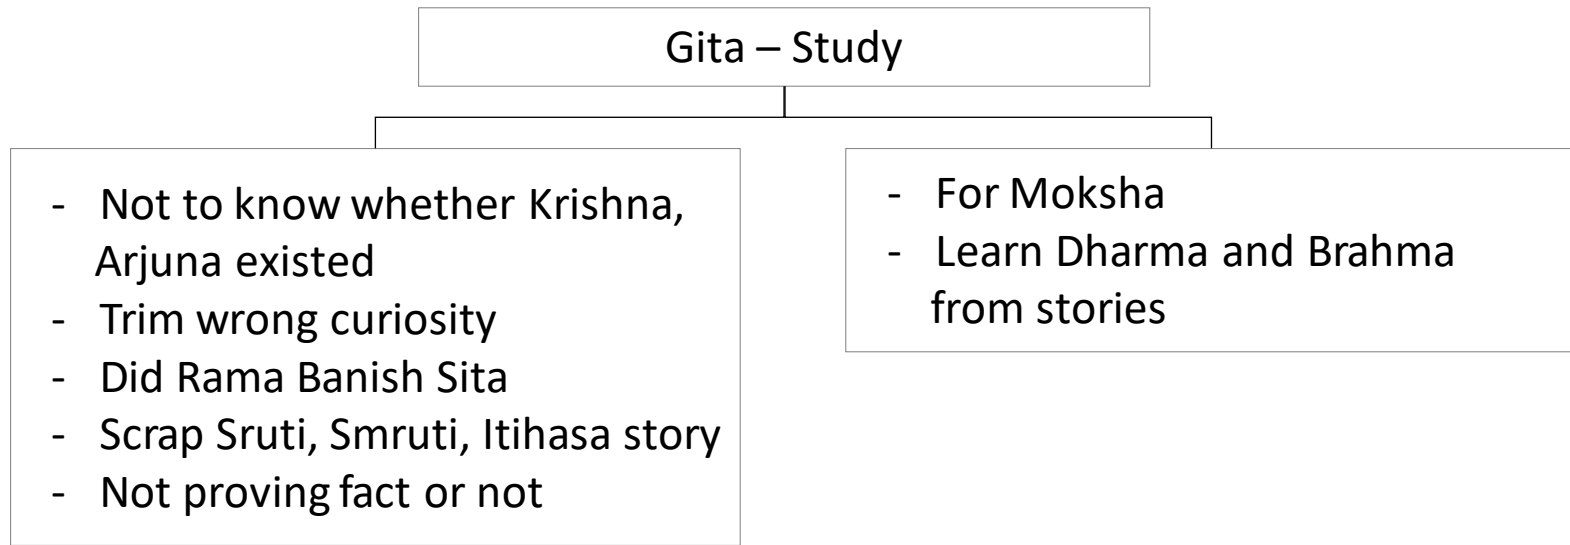 Gita – Study
- Not to know whether Krishna,
Arjuna existed
- Trim wrong curiosity
- Did Rama Banish Sita
- Scrap Sruti, Smruti, Itihasa story
- Not proving fact or not
- For Moksha
- Learn Dharma and Brahma
from stories